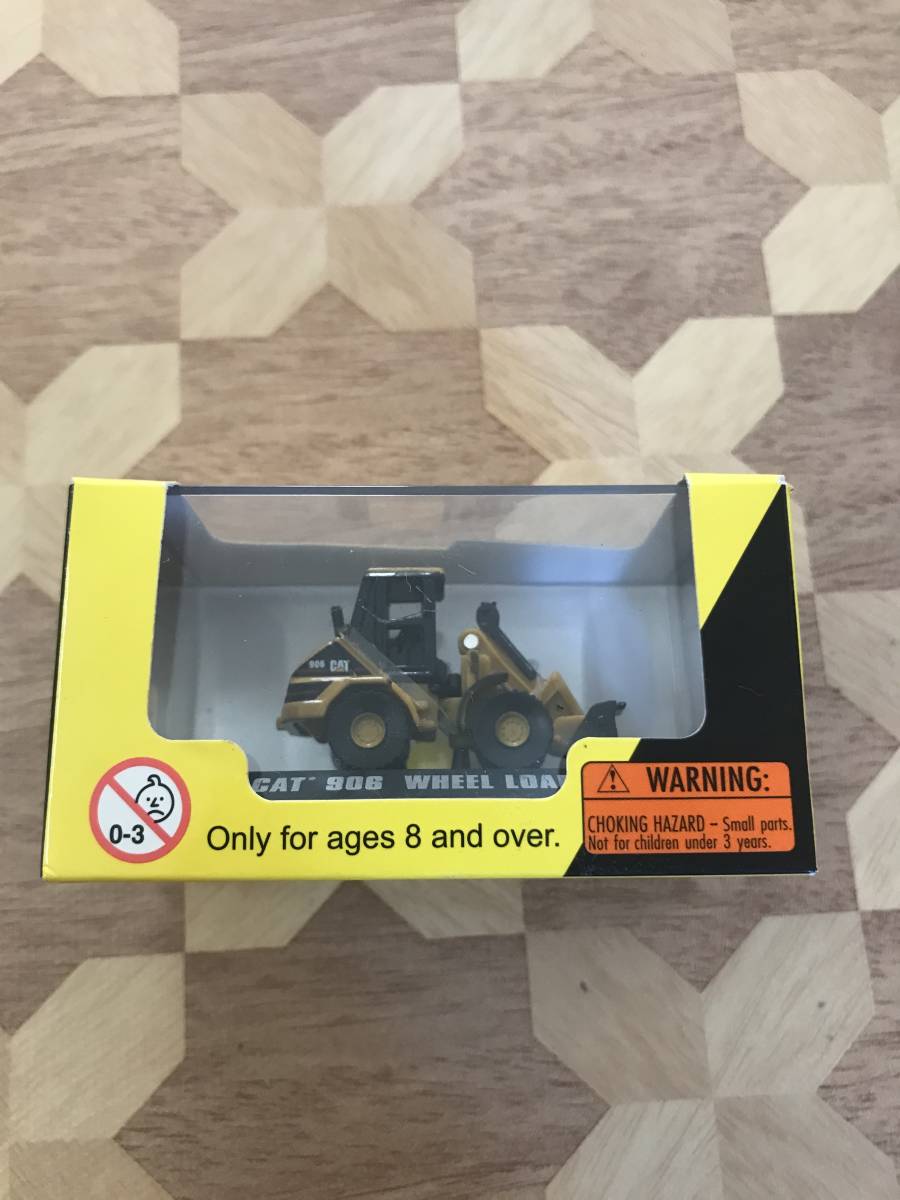 906 CAT
CAT 906 WHEEL
0-3
Only for ages 8 and over.
WARNING:
CHOKING HAZARD – Small parts.
Not for children under 3 years.